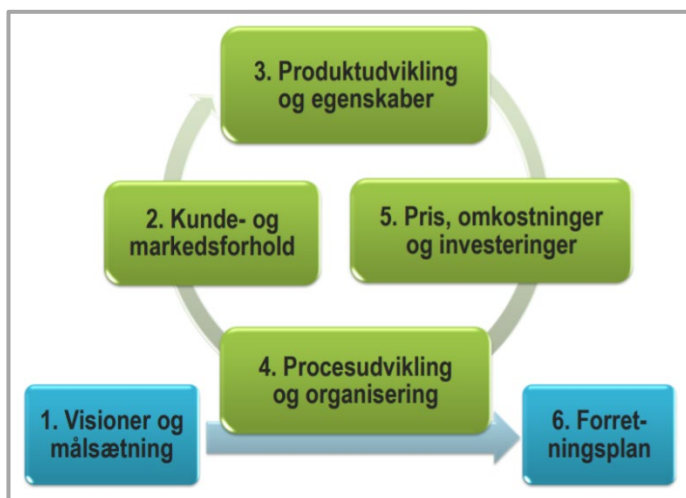 3. Produktudvikling
og egenskaber
2. Kunde- og
markedsforhold
5. Pris, omkostninger
og investeringer
4. Procesudvikling
og organisering
1. Visioner og
målsætning
6. Forret-
ningsplan